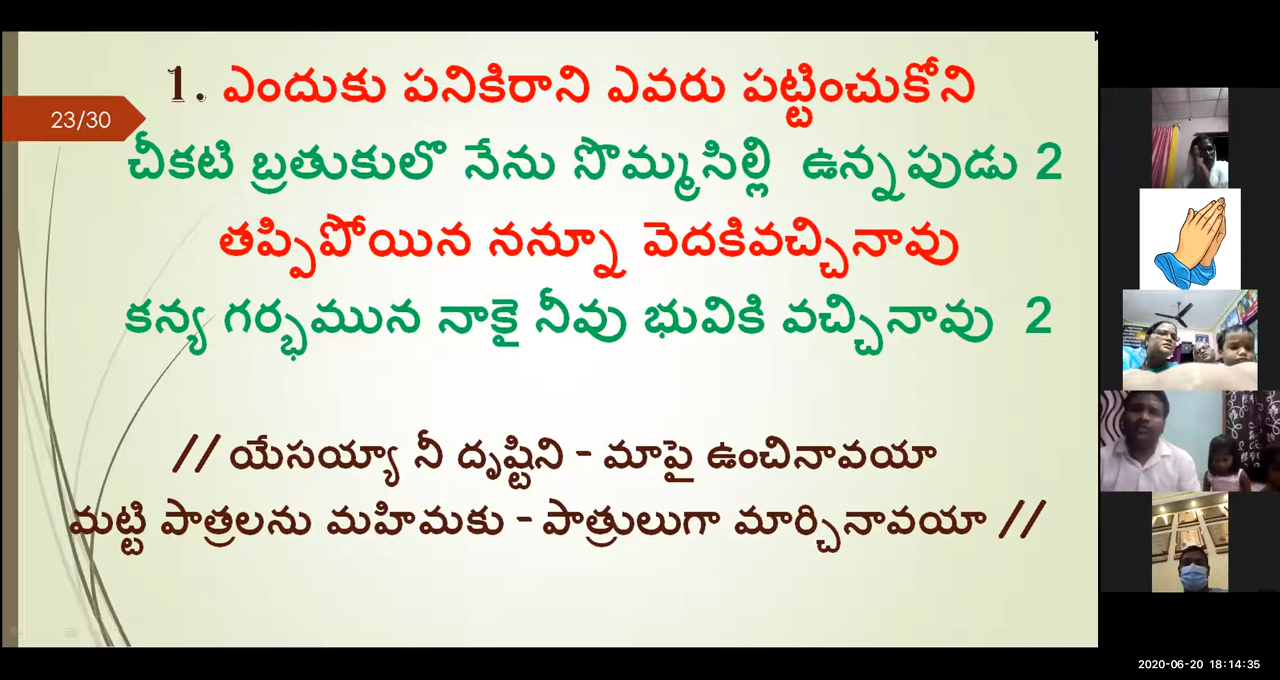 1. ఎందుకు పనికిరాని ఎవరు పట్టించుకోని
23/30
చీకటి బ్రతుకులొ నేను సొమ్మసిల్లి ఉన్నపుడు 2
తప్పిపోయిన నన్నూ వెదకివచ్చినావు
కన్య గర్భమున నాకై నీవు భువికి వచ్చినావు 2
// యేసయ్యా నీ దృష్టిని - మాపై ఉంచినావయా
మట్టి పాత్రలను మహిమకు - పాత్రులుగా మార్చినావయా //
2020-06-20 18:14:35